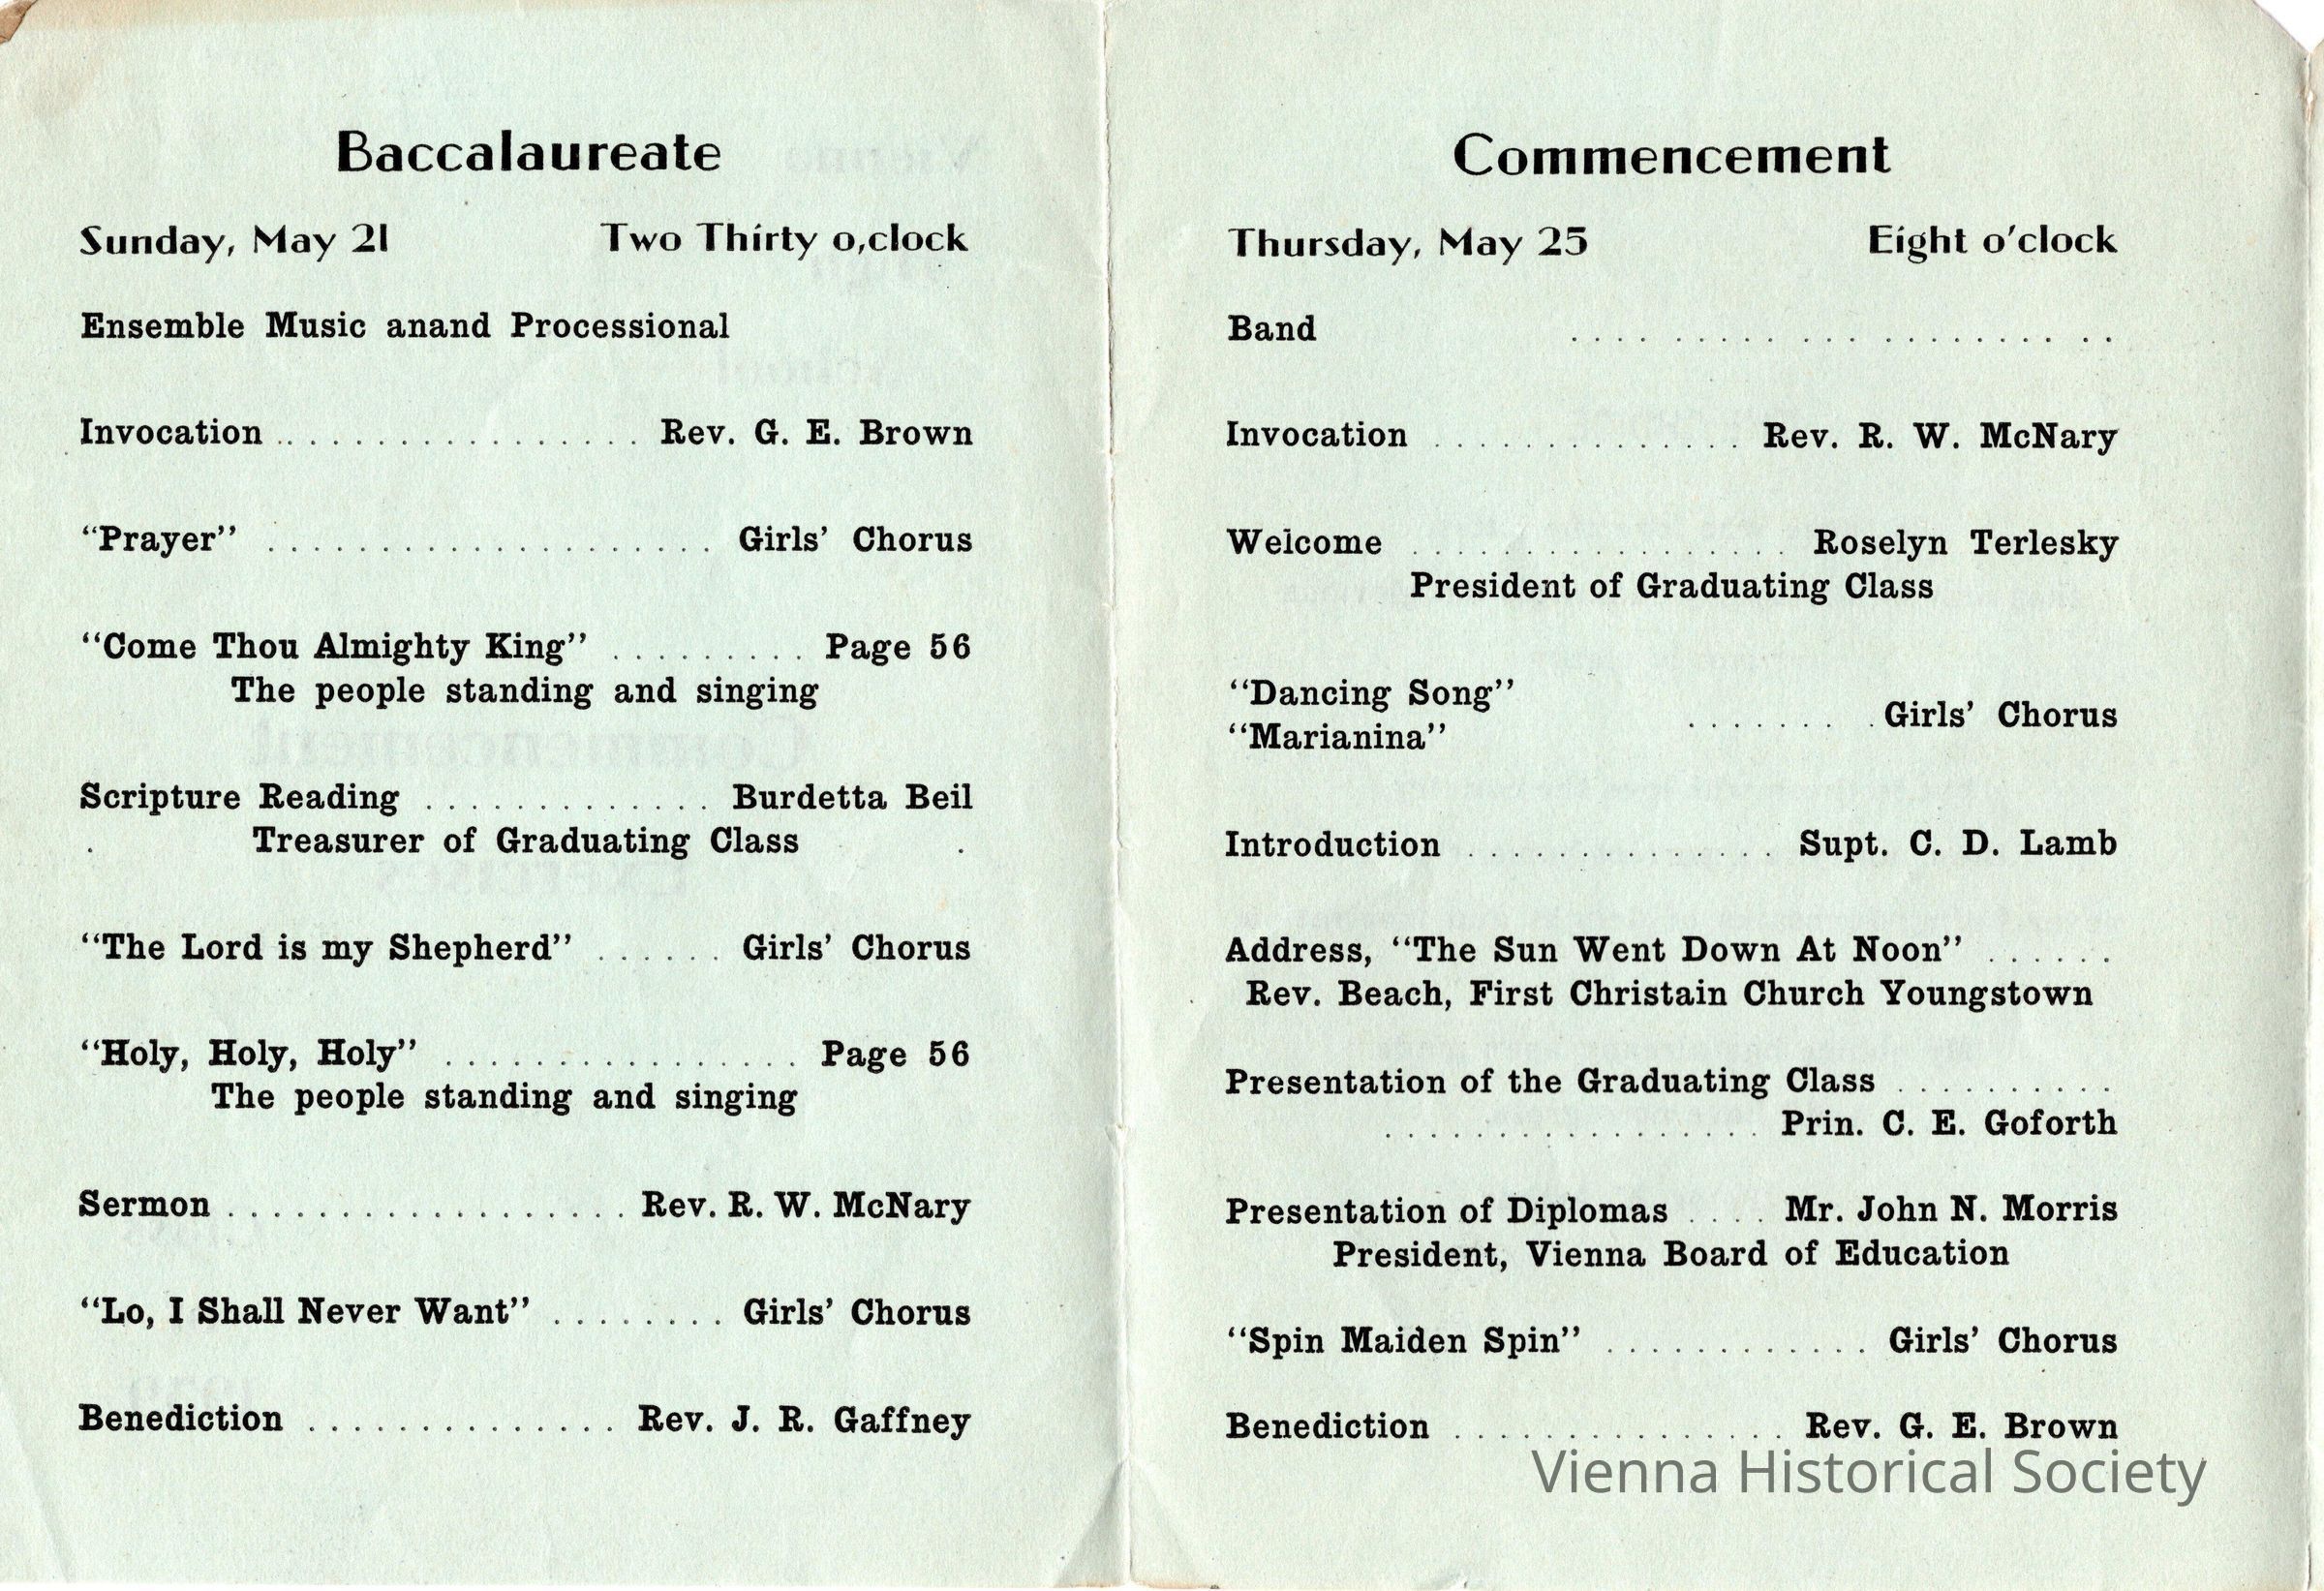 Baccalaureate
Sunday, May 21 Two Thirty o,clock
Ensemble Music anand Processional
Invocation . . . . . . . . . . . . . . . . . Rev. G. E. Brown
“Prayer” . . . . . . . . . . . . . . . . . . . . Girls’ Chorus
“Come Thou Almighty King” . . . . . . . . . Page 56
The people standing and singing
Scripture Reading . . . . . . . . . . . . . Burdetta Beil
Treasurer of Graduating Class
“The Lord is my Shepherd” . . . . . . Girls’ Chorus
“Holy, Holy, Holy” . . . . . . . . . . . . . . . . Page 56
The people standing and singing
Sermon . . . . . . . . . . . . . . . . . . Rev. R. W. McNary
“Lo, I Shall Never Want” . . . . . . . . Girls’ Chorus
Benediction . . . . . . . . . . . . . . Rev. J. R. Gaffney
Commencement
Thursday, May 25 Eight o’clock
Band . . . . . . . . . . . . . . . . . . . . .
Invocation . . . . . . . . . . . . . . Rev. R. W. McNary
Welcome . . . . . . . . . . . . . . . . . Roselyn Terlesky
President of Graduating Class
“Dancing Song”
“Marianina” . . . . . . . . Girls’ Chorus
Introduction . . . . . . . . . . . . . . Supt. C. D. Lamb
Address, “The Sun Went Down At Noon” . . . . . .
Rev. Beach, First Christain Church Youngstown
Presentation of the Graduating Class . . . . . . . . . .
. . . . . . . . . . . . . . . . . Prin. C. E. Goforth
Presentation of Diplomas . . . . Mr. John N. Morris
President, Vienna Board of Education
“Spin Maiden Spin” . . . . . . . . . . . . Girls’ Chorus
Benediction . . . . . . . . . . . . . . . Rev. G. E. Brown
Vienna Historical Society